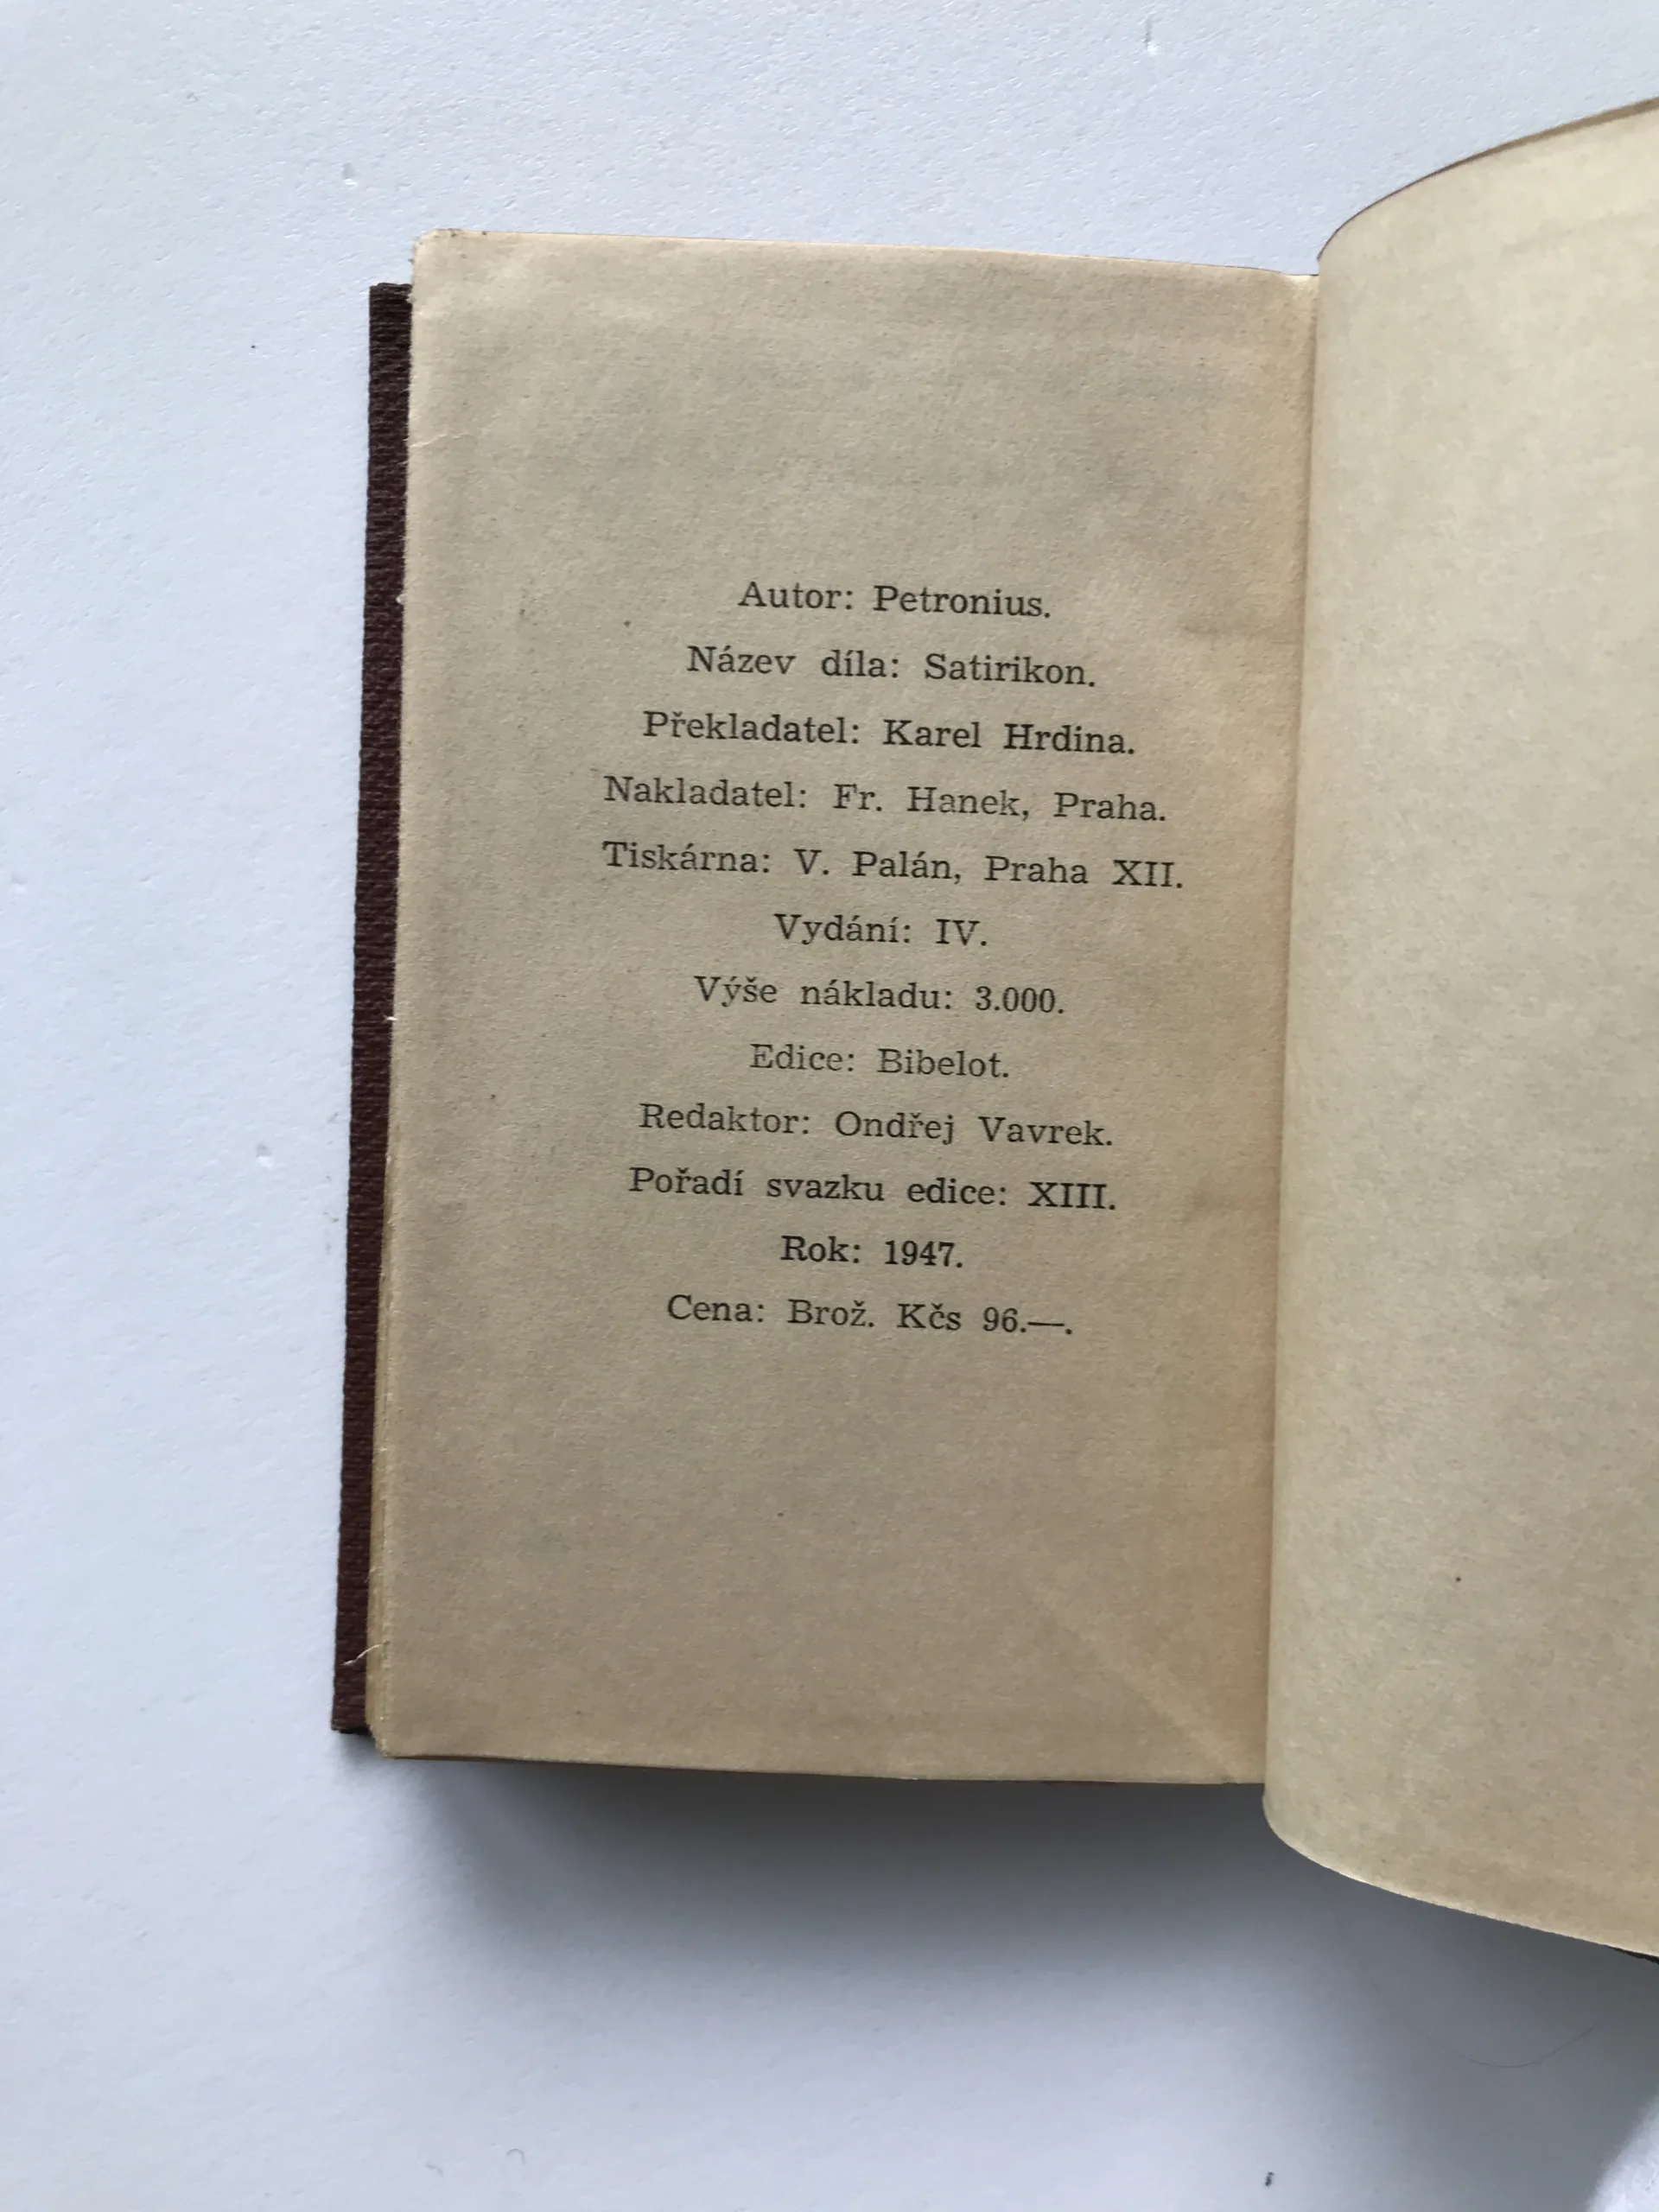 Autor: Petronius.
Název díla: Satirikon.
Překladatel: Karel Hrdina.
Nakladatel: Fr. Hanek, Praha.
Tiskárna: V. Palán, Praha XII.
Vydání: IV.
Výše nákladu: 3.000.
Edice: Bibelot.
Redaktor: Ondřej Vavrek.
Pořadí svazku edice: XIII.
Rok: 1947.
Cena: Brož. Kčs 96.—.